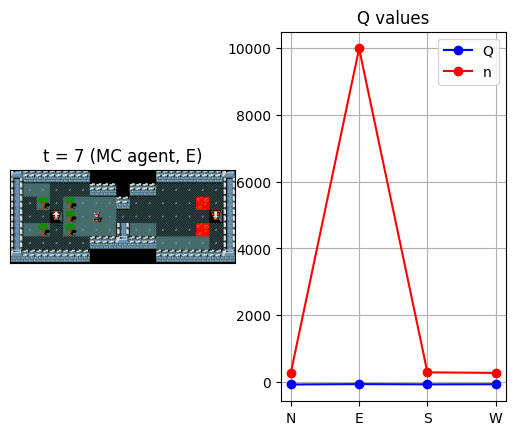 Q values
Q
n
10000
8000
6000
4000
2000
0
N E S W
t = 7 (MC agent, E)